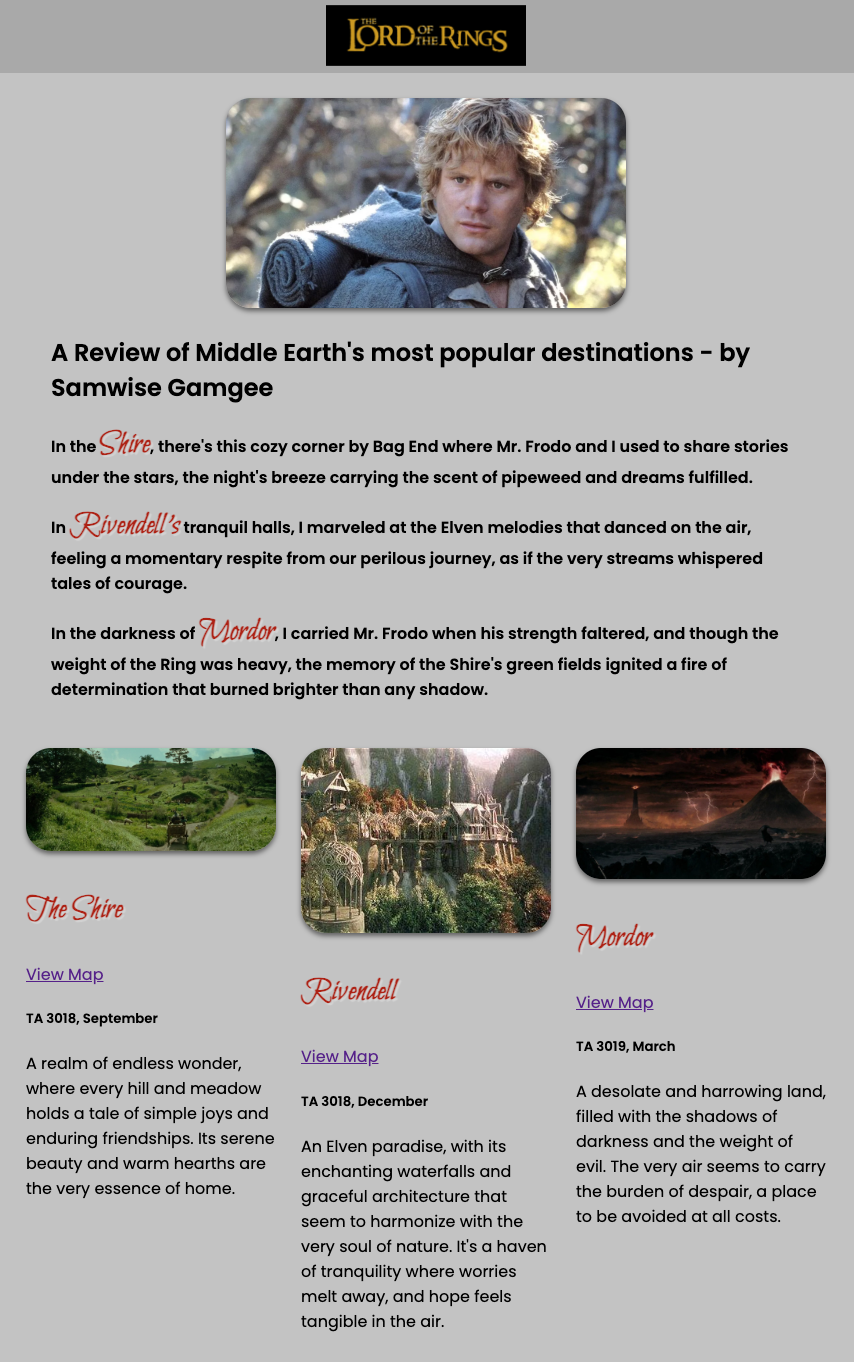 THE LORD OF THE RINGS
A Review of Middle Earth's most popular destinations - by
Samwise Gamgee
In the Shire, there's this cozy corner by Bag End where Mr. Frodo and I used to share stories
under the stars, the night's breeze carrying the scent of pipeweed and dreams fulfilled.
In Rivendell's tranquil halls, I marveled at the Elven melodies that danced on the air,
feeling a momentary respite from our perilous journey, as if the very streams whispered
tales of courage.
In the darkness of Mordor, I carried Mr. Frodo when his strength faltered, and though the
weight of the Ring was heavy, the memory of the Shire's green fields ignited a fire of
determination that burned brighter than any shadow.
The Shire
View Map
TA 3018, September
A realm of endless wonder,
where every hill and meadow
holds a tale of simple joys and
enduring friendships. Its serene
beauty and warm hearths are
the very essence of home.
Rivendell
View Map
TA 3018, December
An Elven paradise, with its
enchanting waterfalls and
graceful architecture that
seem to harmonize with the
very soul of nature. It's a haven
of tranquility where worries
melt away, and hope feels
tangible in the air.
Mordor
View Map
TA 3019, March
A desolate and harrowing land,
filled with the shadows of
darkness and the weight of
evil. The very air seems to carry
the burden of despair, a place
to be avoided at all costs.